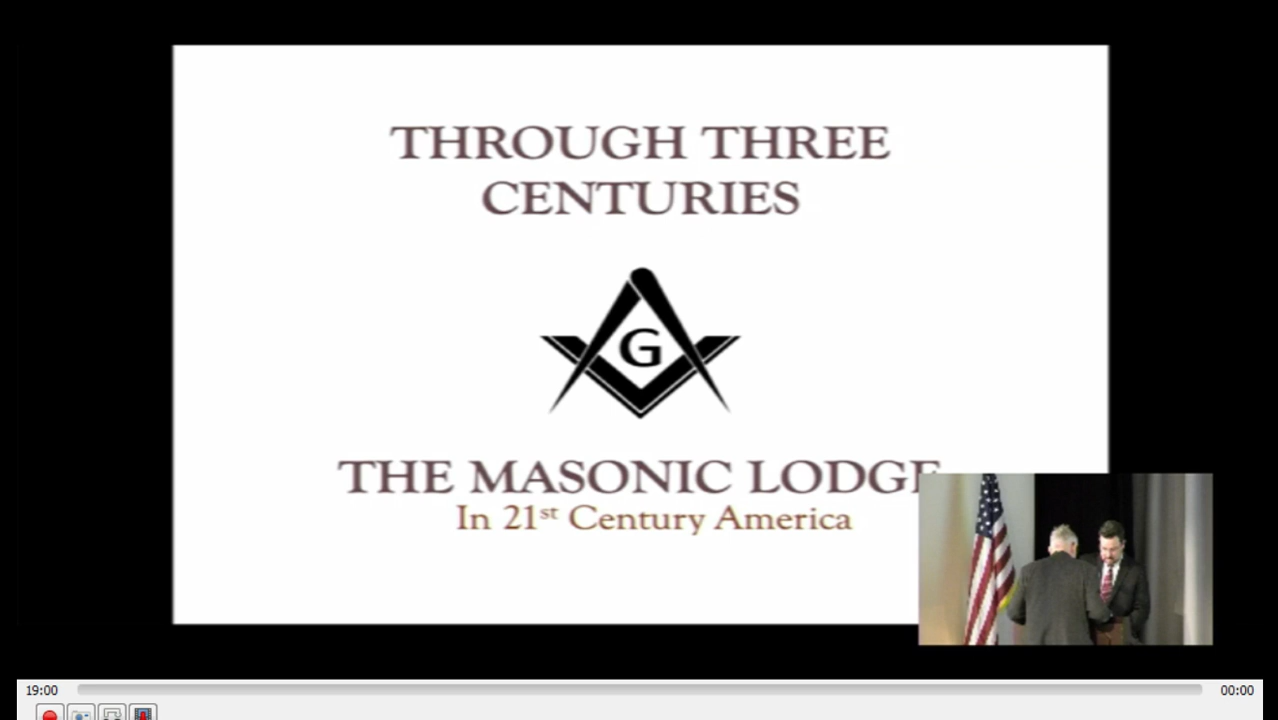 THROUGH THREE
CENTURIES
G
THE MASONIC LODGE
In 21st Century America
19:00
00:00